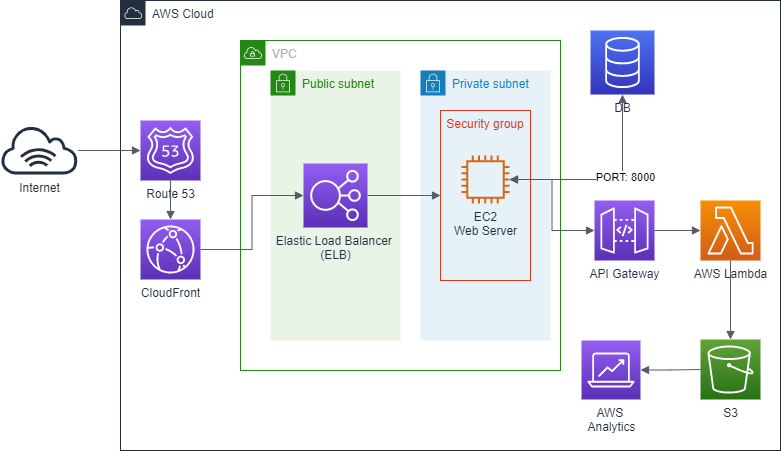 AWS Cloud
VPC
Public subnet
Private subnet
Security group
DB
PORT: 8000
53
Internet
Route 53
EC2
Web Server
Elastic Load Balancer
(ELB)
CloudFront
API Gateway
AWS Lambda
AWS
Analytics
S3